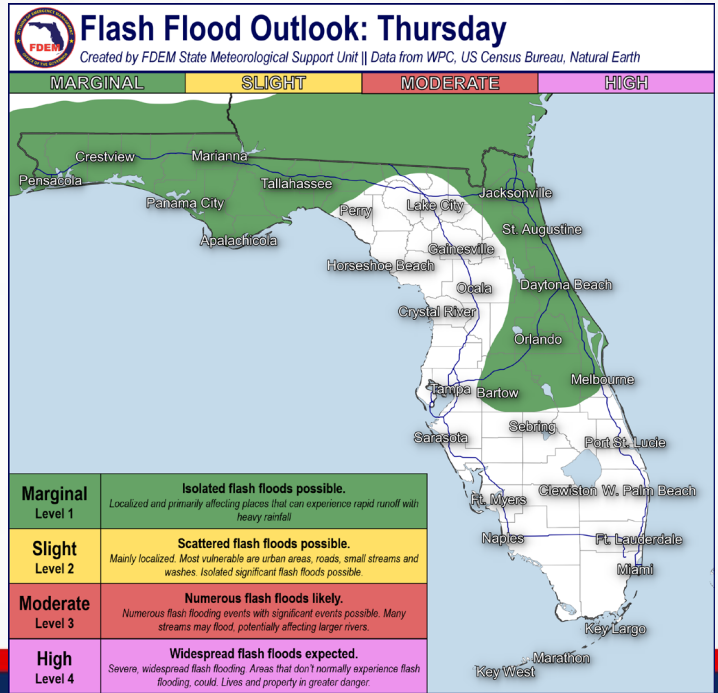 Flash Flood Outlook: Thursday
Created by FDEM State Meteorological Support Unit || Data from WPC, US Census Bureau, Natural Earth
FDEM
MARGINAL SLIGHT MODERATE HIGH
Crestview
Marianna
Pensacola
Tallahassee
Panama City
Apalachicola
Perry
Lake City
Jacksonville
St. Augustine
Gainesville
Horseshoe Beach
Ocala
Daytona Beach
Crystal River
Orlando
Tampa
Bartow
Melbourne
Sebring
Sarasota
Port St. Lucie
Ft. Myers
Clewiston
W. Palm Beach
Naples
Ft. Lauderdale
Miami
Key Largo
Marathon
Key West
Marginal
Level 1
Isolated flash floods possible.
Localized and primarily affecting places that can experience rapid runoff with
heavy rainfall
Slight
Level 2
Scattered flash floods possible.
Mainly localized. Most vulnerable are urban areas, roads, small streams and
washes. Isolated significant flash floods possible.
Moderate
Level 3
Numerous flash floods likely.
Numerous flash flooding events with significant events possible. Many
streams may flood, potentially affecting larger rivers.
High
Level 4
Widespread flash floods expected.
Severe, widespread flash flooding. Areas that don't normally experience flash
flooding, could. Lives and property in greater danger.